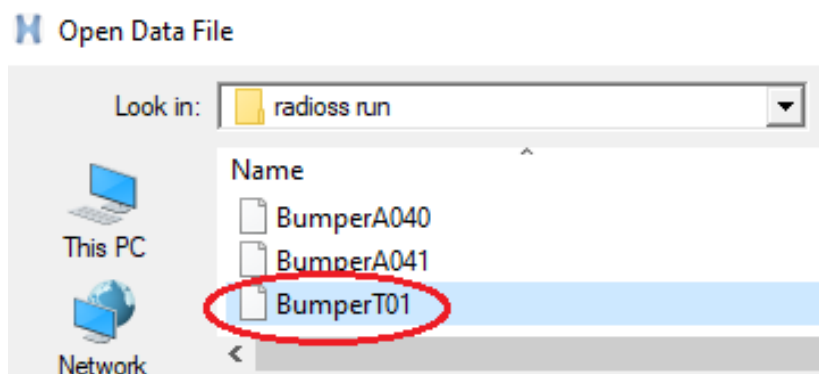 Open Data File
Look in: radioss run
Name
BumperA040
BumperA041
BumperT01
This PC
Network